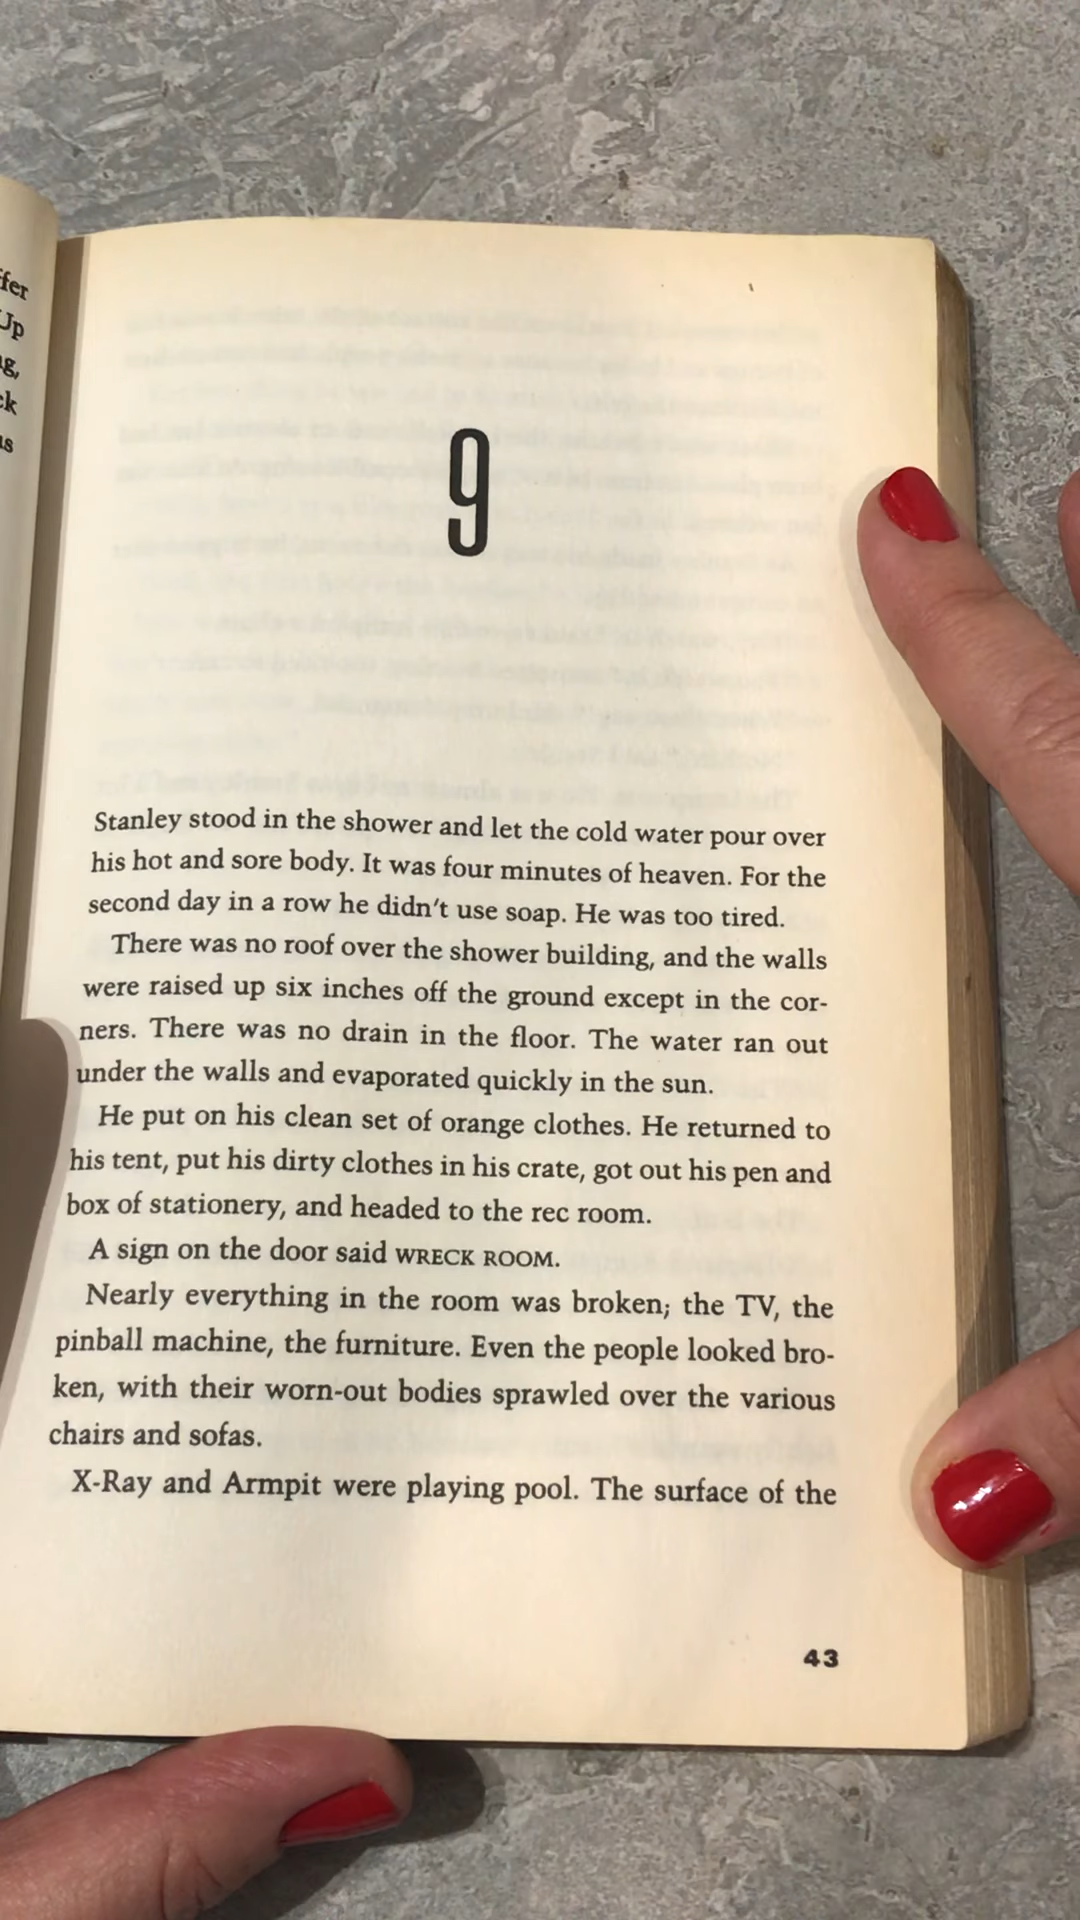 ffer
Up
ck
9
Stanley stood in the shower and let the cold water pour over
his hot and sore body. It was four minutes of heaven. For the
second day in a row he didn't use soap. He was too tired.
There was no roof over the shower building, and the walls
were raised up six inches off the ground except in the cor-
ners. There was no drain in the floor. The water ran out
under the walls and evaporated quickly in the sun.
He put on his clean set of orange clothes. He returned to
his tent, put his dirty clothes in his crate, got out his pen and
box of stationery, and headed to the rec room.
A sign on the door said WRECK ROOM.
Nearly everything in the room was broken; the TV, the
pinball machine, the furniture. Even the people looked bro-
ken, with their worn-out bodies sprawled over the various
chairs and sofas.
X-Ray and Armpit were playing pool. The surface of the
43